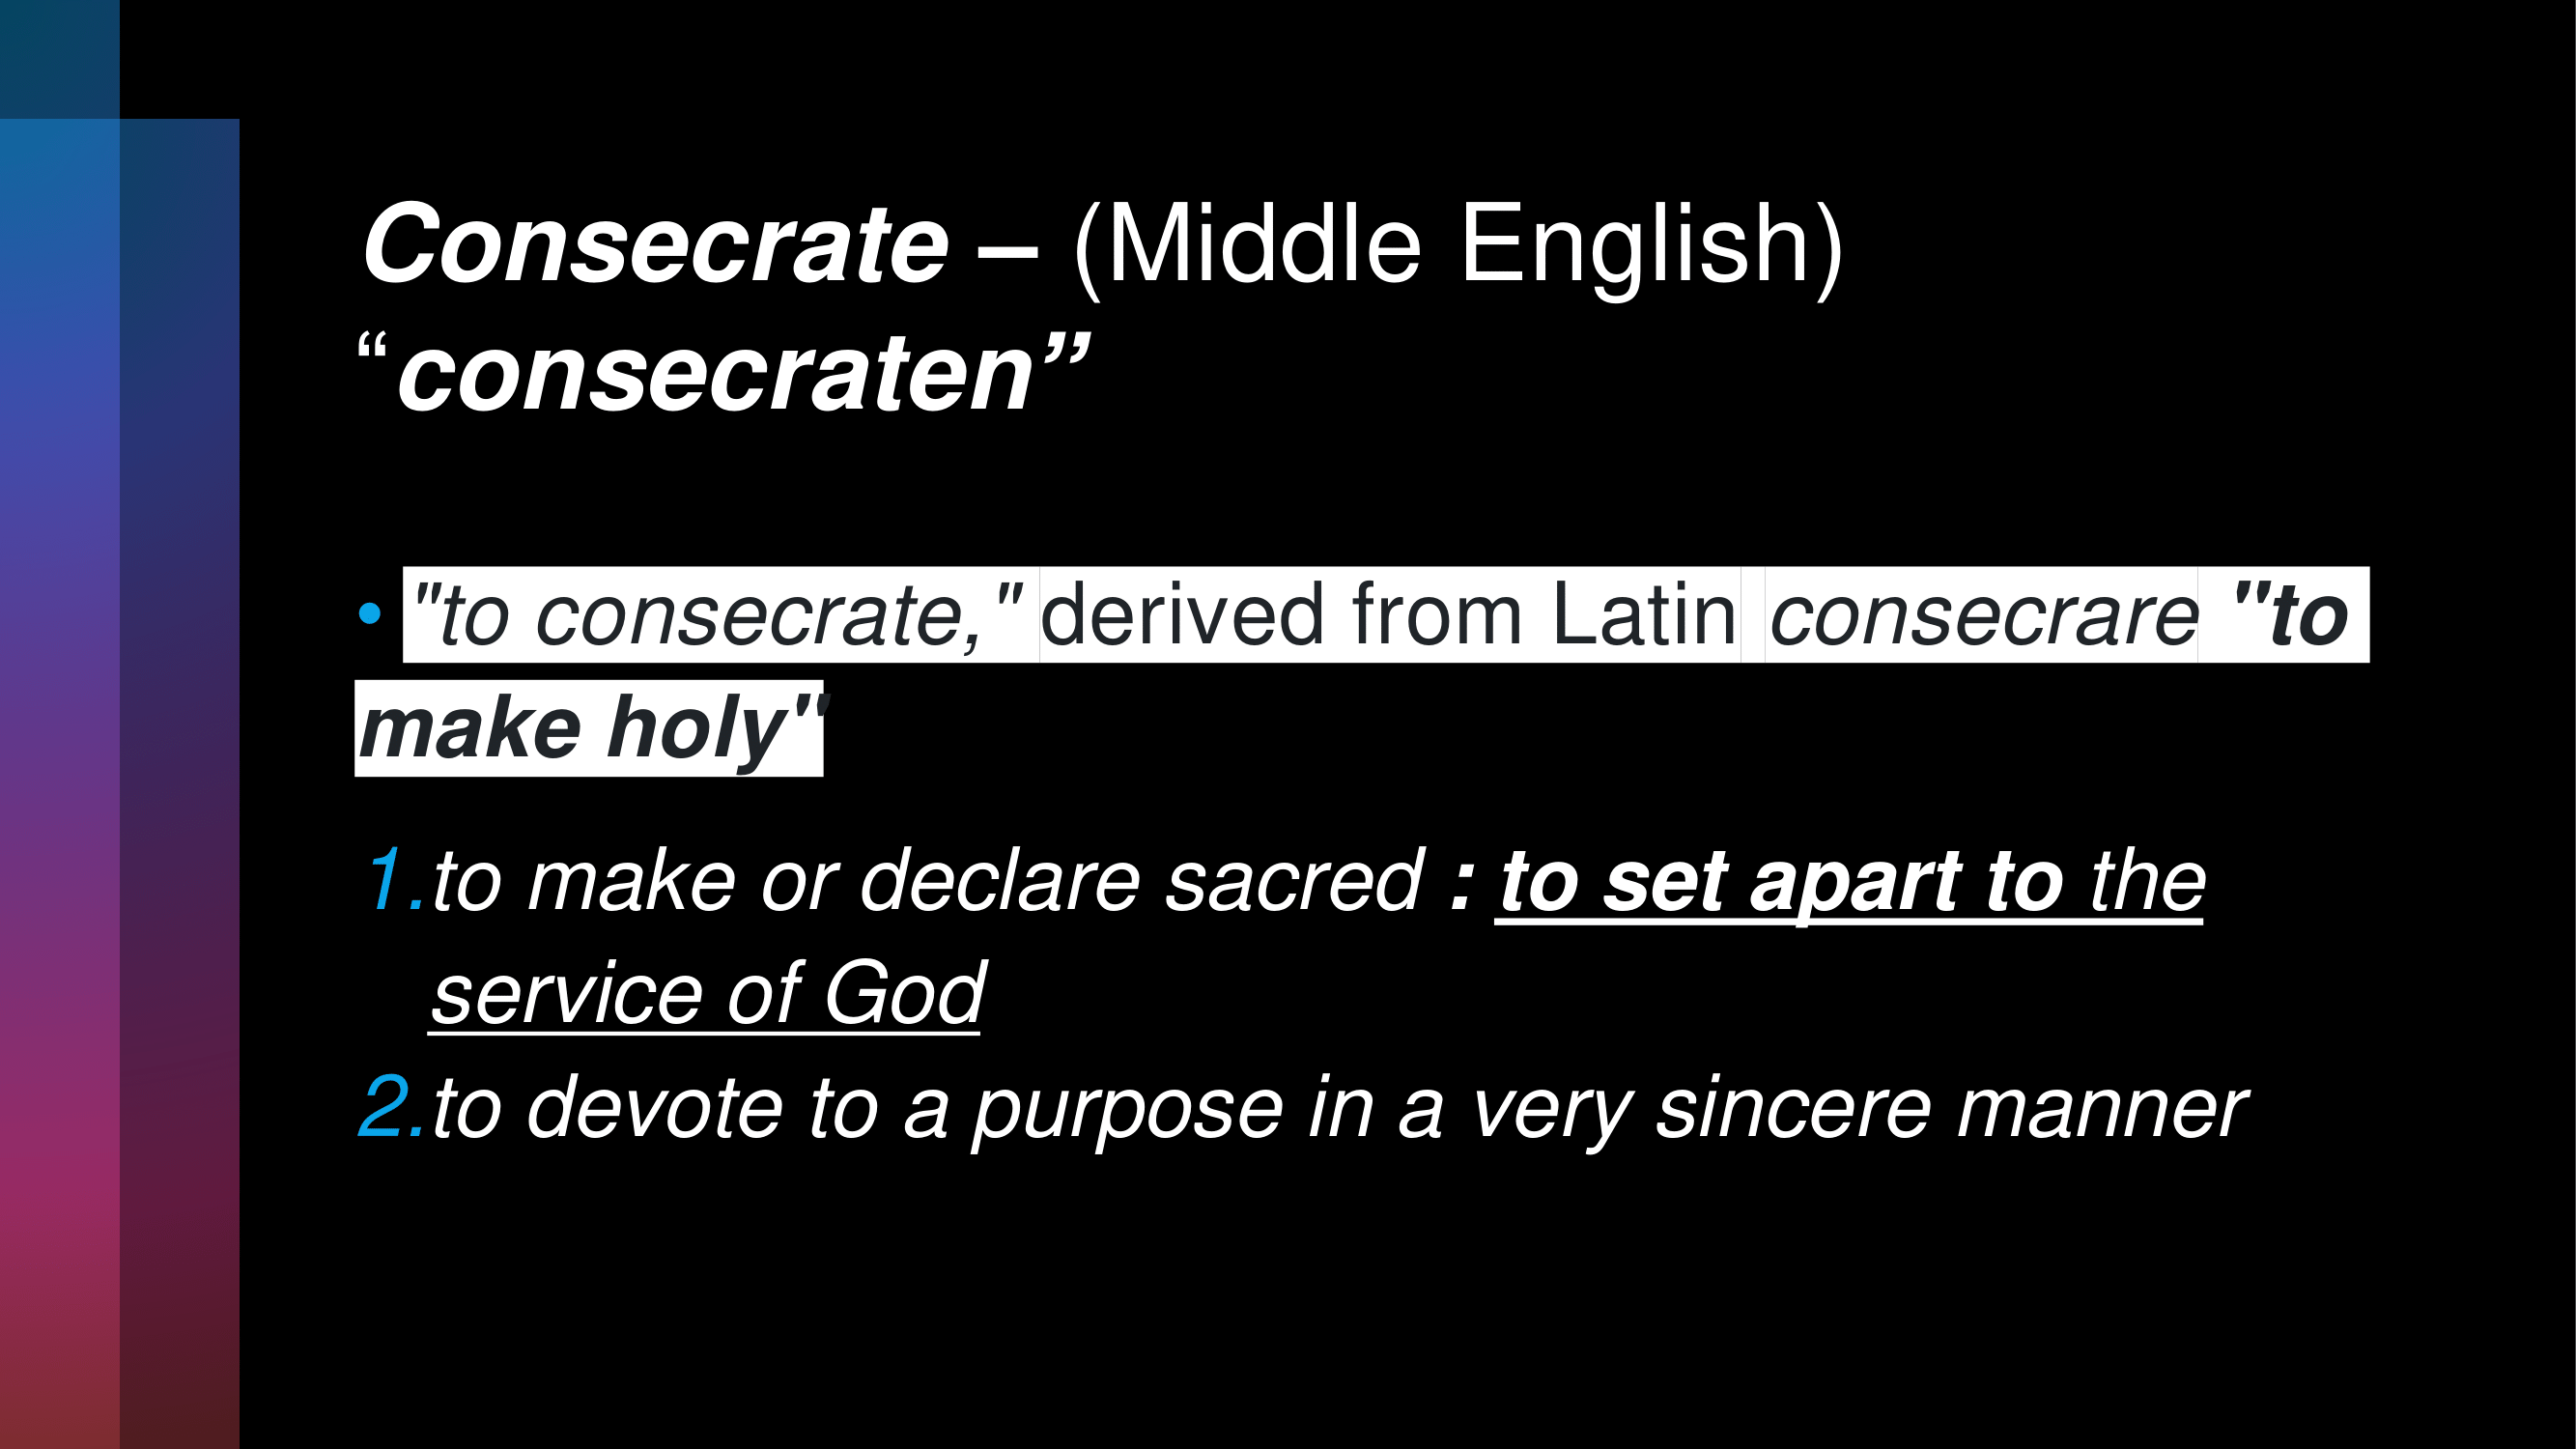 Consecrate – (Middle English)
“consecraten”
• "to consecrate," derived from Latin consecrare "to
make holy"
1.to make or declare sacred : to set apart to the
service of God
2.to devote to a purpose in a very sincere manner